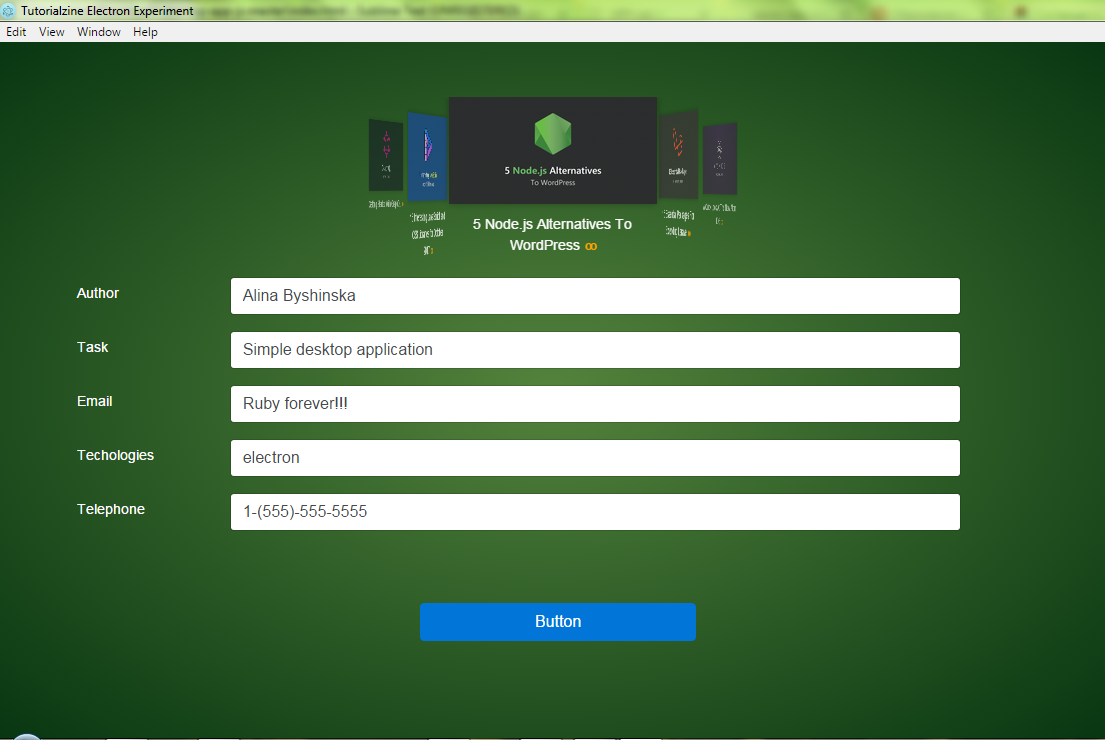 Tutorialzine Electron Experiment
Edit View Window Help
5 Node.js Alternatives
To WordPress
5 Node.js Alternatives To
WordPress
Author
Alina Byshinska
Task
Simple desktop application
Email
Ruby forever!!!
Techologies
electron
Telephone
1-(555)-555-5555
Button